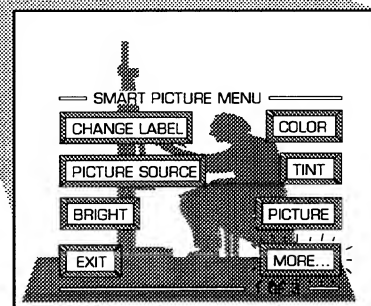 SMART PICTURE MENU
CHANGE LABEL COLOR
PICTURE SOURCE TINT
BRIGHT PICTURE
EXIT MORE...